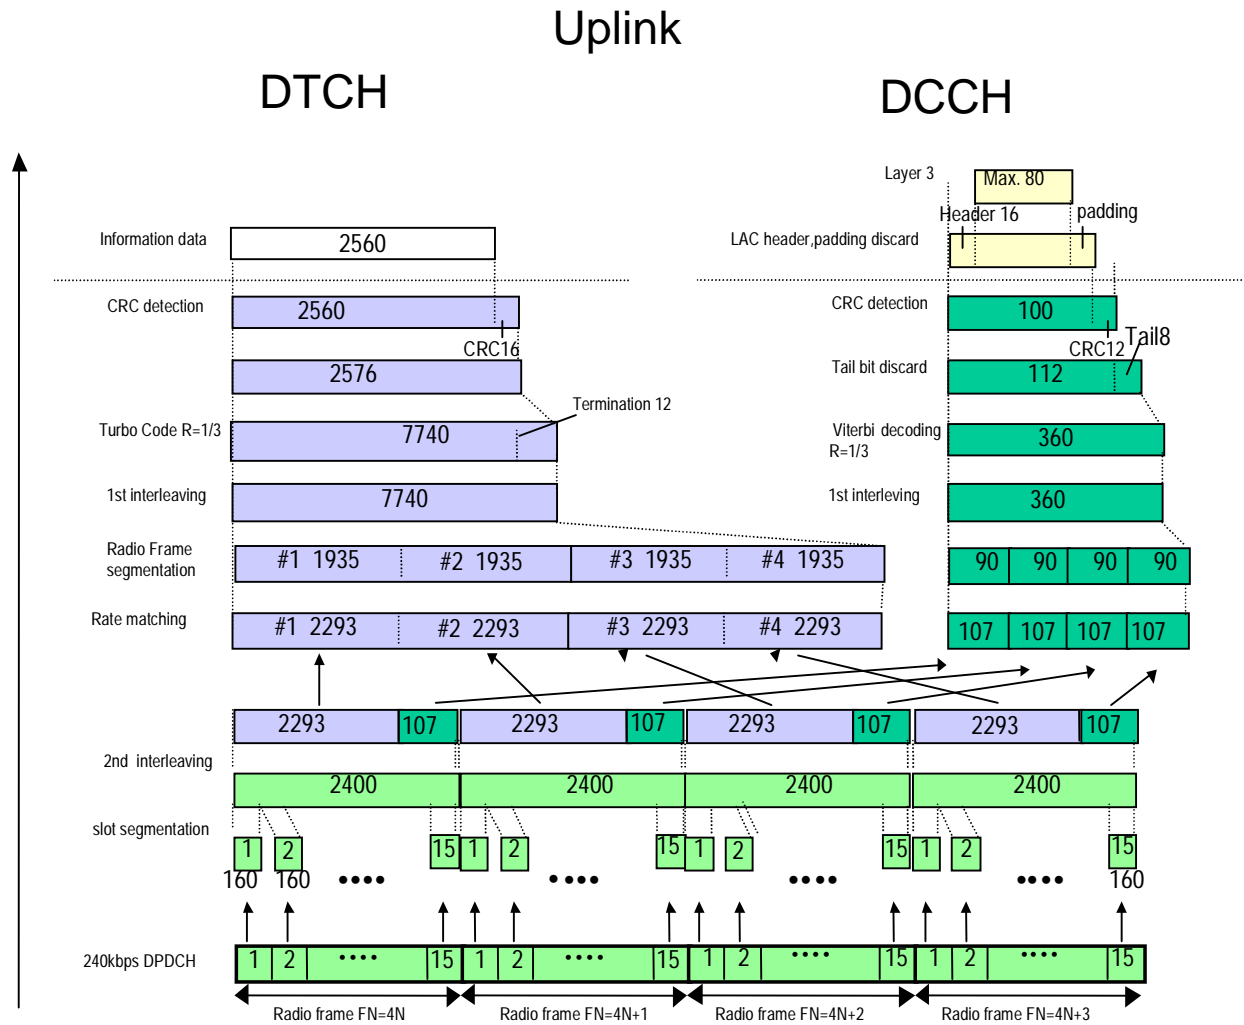 Uplink
DTCH DCCH
Layer 3 Max. 80
Header 16 padding
Information data 2560 LAC header,padding discard
CRC detection 2560 CRC detection 100
CRC16 CRC12 Tail8
2576 Tail bit discard 112
Termination 12
Turbo Code R=1/3 7740 Viterbi decoding 360
R=1/3
1st interleaving 7740 1st interleving 360
Radio Frame #1 1935 #2 1935 #3 1935 #4 1935 90 90 90 90
segmentation
Rate matching #1 2293 #2 2293 #3 2293 #4 2293 107 107 107 107
2293 107 2293 107 2293 107 2293 107
2nd interleaving
2400 2400 2400 2400
slot segmentation
1 2 15 1 2 15 1 2 15 1 2 15
160 160 •••• •••• •••• •••• 160
240kbps DPDCH 1 2 •••• 15 1 2 •••• 15 1 2 •••• 15 1 2 •••• 15
Radio frame FN=4N Radio frame FN=4N+1 Radio frame FN=4N+2 Radio frame FN=4N+3